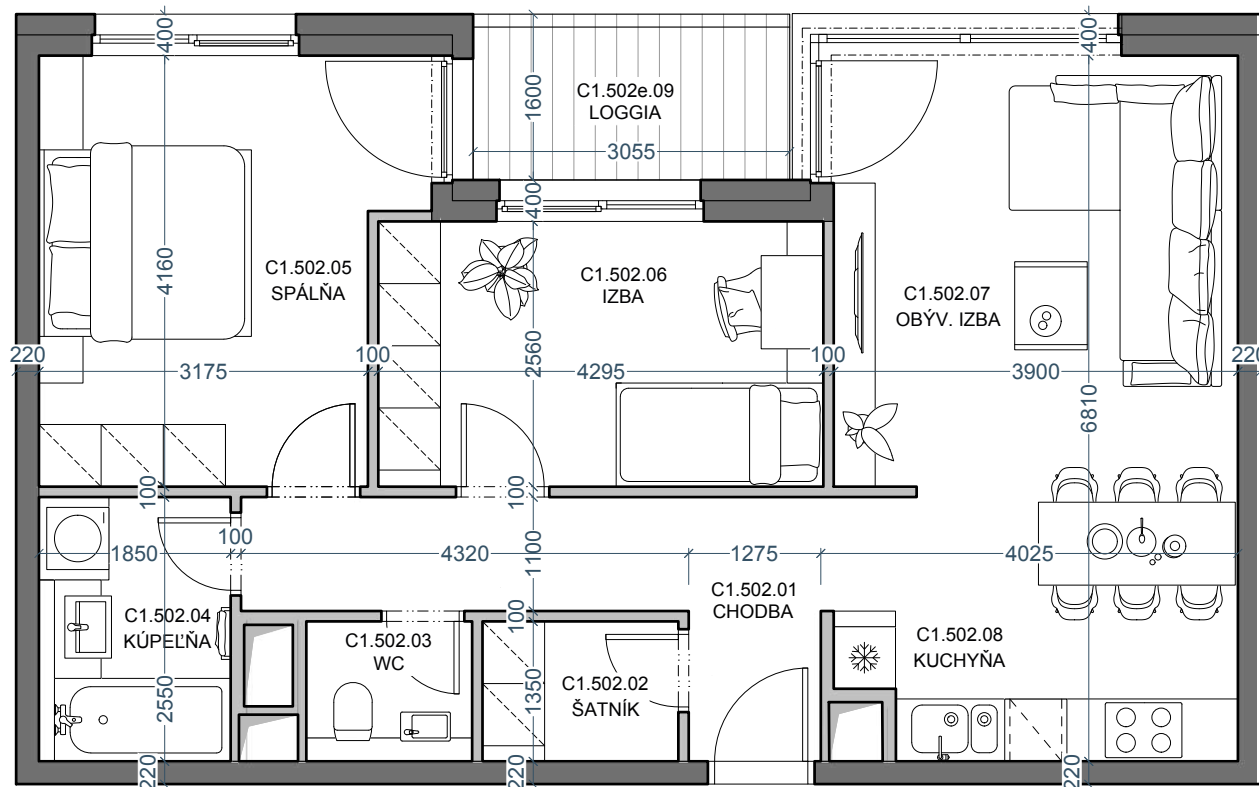 400
400
1600
C1.502e.09
LOGGIA
3055
400
4160
C1.502.05
SPÁLŇA
C1.502.06
IZBA
C1.502.07
OBÝV. IZBA
2560
220
3175
100
4295
100
3900
220
6810
100
100
1850
100
4320
1100
1275
4025
C1.502.01
CHODBA
C1.502.04
KÚPEĽŇA
100
C1.502.03
WC
C1.502.08
KUCHYŇA
C1.502.02
ŠATNÍK
2550
1350
220
220
220